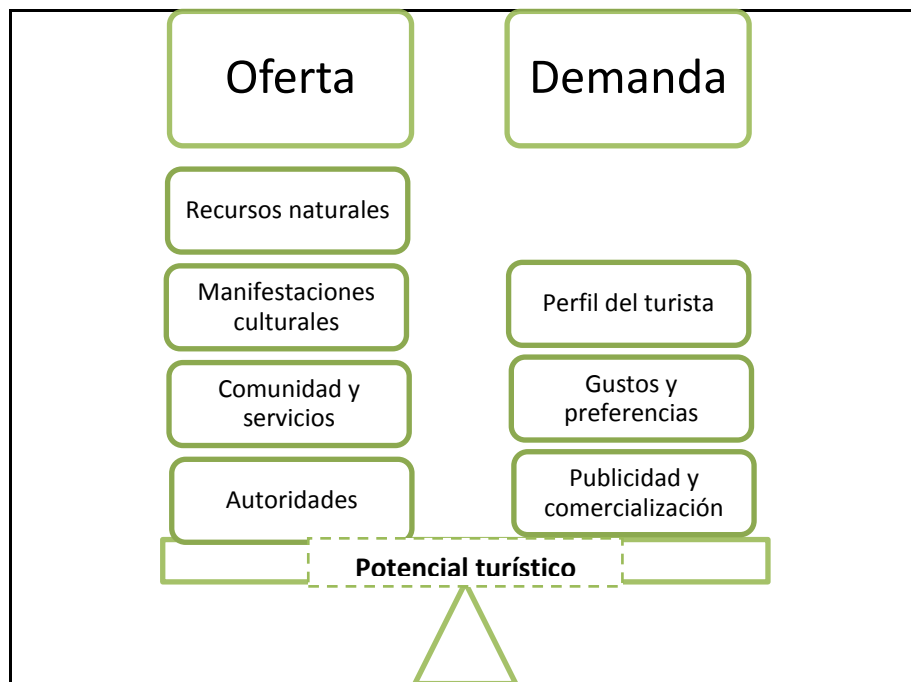 Oferta
Recursos naturales
Manifestaciones
culturales
Comunidad y
servicios
Autoridades
Demanda
Perfil del turista
Gustos y
preferencias
Publicidad y
comercialización
Potencial turístico